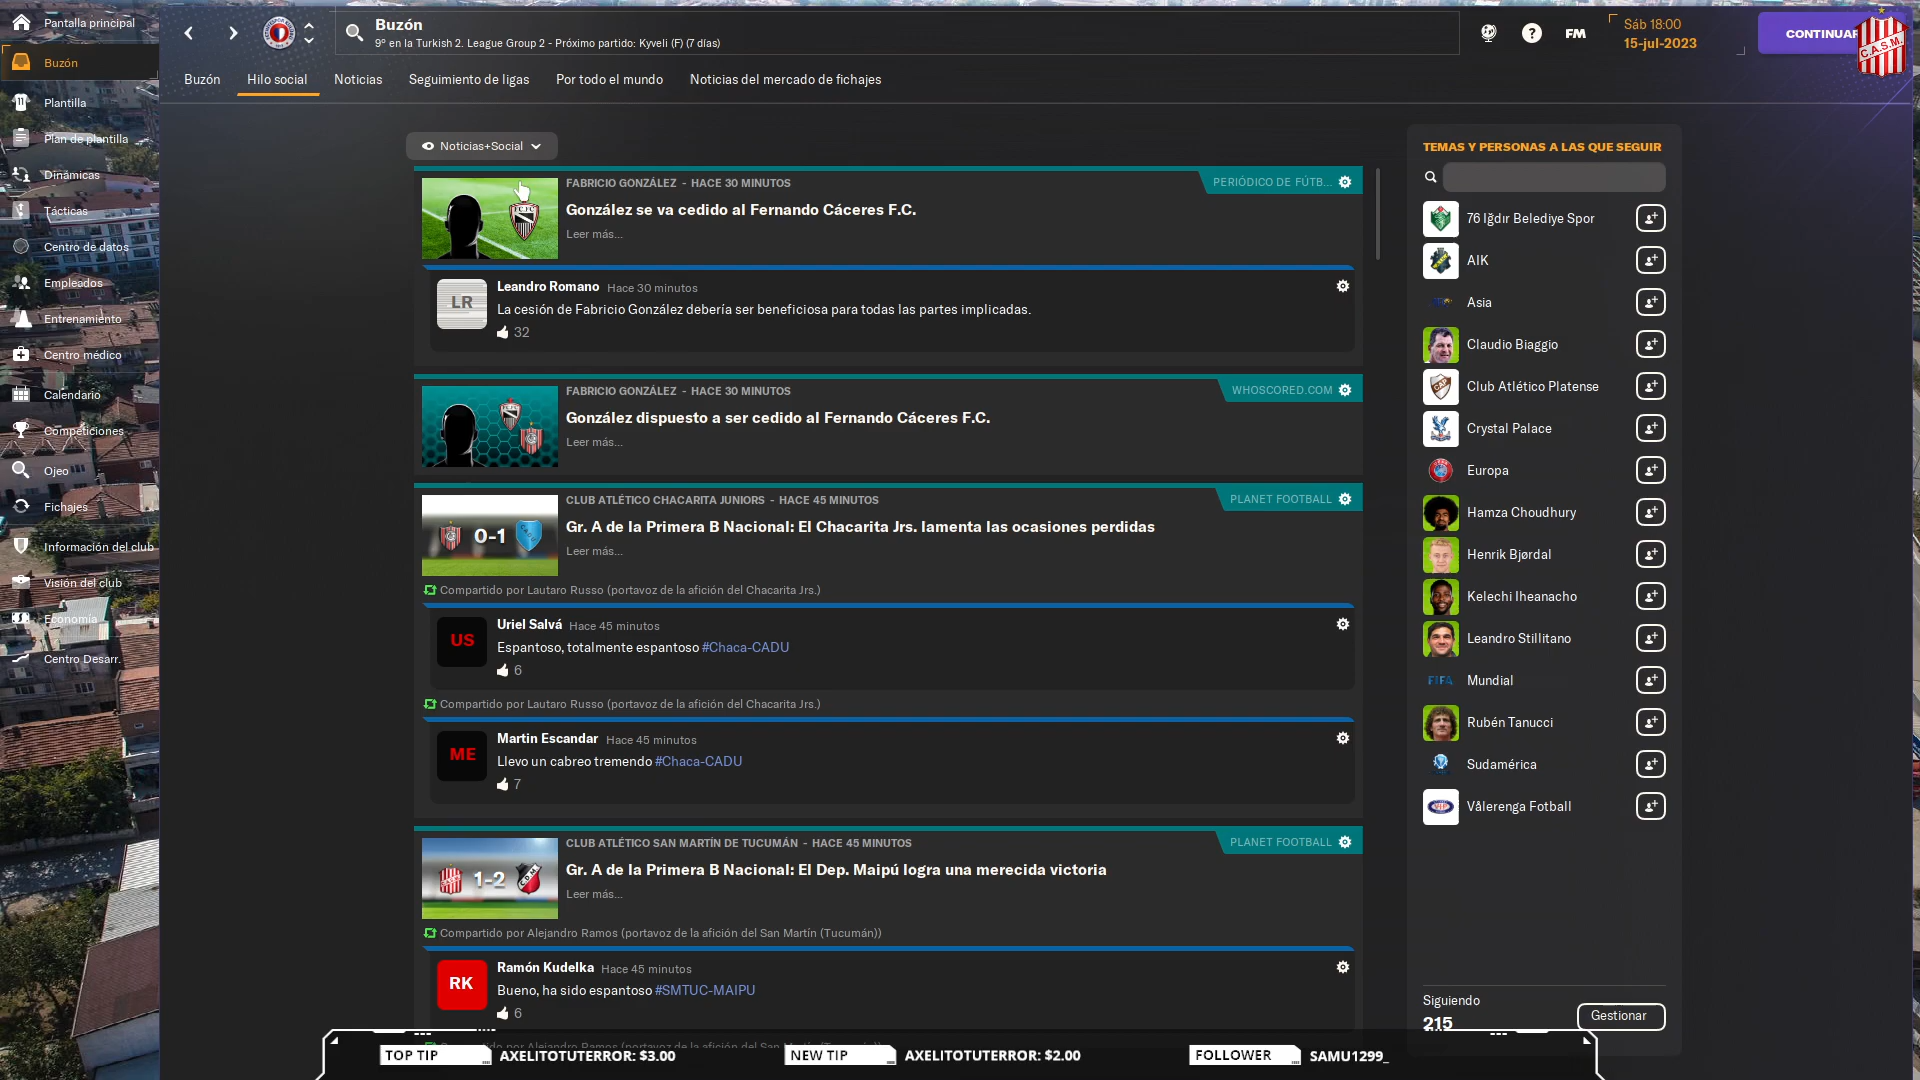 Pantalla principal
Buzón
Plantilla
Plan de plantilla
Dinámicas
Tácticas
Centro de datos
Empleados
Entrenamiento
Centro médico
Calendario
Competiciones
Ojeo
Fichajes
Información del club
Visión del club
Economía
Centro Desarr.
Buzón
9º en la Turkish 2. League Group 2 - Próximo partido: Kyveli (F) (7 días)
FM
Sáb 18:00
15-jul-2023
CONTINUAR
C.A.S.M.
Buzón
Hilo social
Noticias
Seguimiento de ligas
Por todo el mundo
Noticias del mercado de fichajes
Noticias+Social
FABRICIO GONZÁLEZ - HACE 30 MINUTOS
PERIÓDICO DE FÚTB...
González se va cedido al Fernando Cáceres F.C.
Leer más...
LR
Leandro Romano Hace 30 minutos
La cesión de Fabricio González debería ser beneficiosa para todas las partes implicadas.
32
FABRICIO GONZÁLEZ - HACE 30 MINUTOS
WHOSCORED.COM
González dispuesto a ser cedido al Fernando Cáceres F.C.
Leer más...
CLUB ATLÉTICO CHACARITA JUNIORS - HACE 45 MINUTOS
PLANET FOOTBALL
0-1
Gr. A de la Primera B Nacional: El Chacarita Jrs. lamenta las ocasiones perdidas
Leer más...
Compartido por Lautaro Russo (portavoz de la afición del Chacarita Jrs.)
US
Uriel Salvá Hace 45 minutos
Espantoso, totalmente espantoso #Chaca-CADU
6
Compartido por Lautaro Russo (portavoz de la afición del Chacarita Jrs.)
ME
Martin Escandar Hace 45 minutos
Llevo un cabreo tremendo #Chaca-CADU
7
CLUB ATLÉTICO SAN MARTÍN DE TUCUMÁN - HACE 45 MINUTOS
PLANET FOOTBALL
1-2
Gr. A de la Primera B Nacional: El Dep. Maipú logra una merecida victoria
Leer más...
Compartido por Alejandro Ramos (portavoz de la afición del San Martín (Tucumán))
RK
Ramón Kudelka Hace 45 minutos
Bueno, ha sido espantoso #SMTUC-MAIPU
6
Compartido por Alejandro Ramos (portavoz de la afición del San Martín (Tucumán))
TEMAS Y PERSONAS A LAS QUE SEGUIR
76 Iğdır Belediye Spor
AIK
Asia
Claudio Biaggio
Club Atlético Platense
Crystal Palace
Europa
Hamza Choudhury
Henrik Bjørdal
Kelechi Iheanacho
Leandro Stillitano
FIFA
Mundial
Rubén Tanucci
Sudamérica
Vålerenga Fotball
Siguiendo
215
Gestionar
TOP TIP
AXELITOTUTERROR: $3.00
NEW TIP
AXELITOTUTERROR: $2.00
FOLLOWER
SAMU1299_